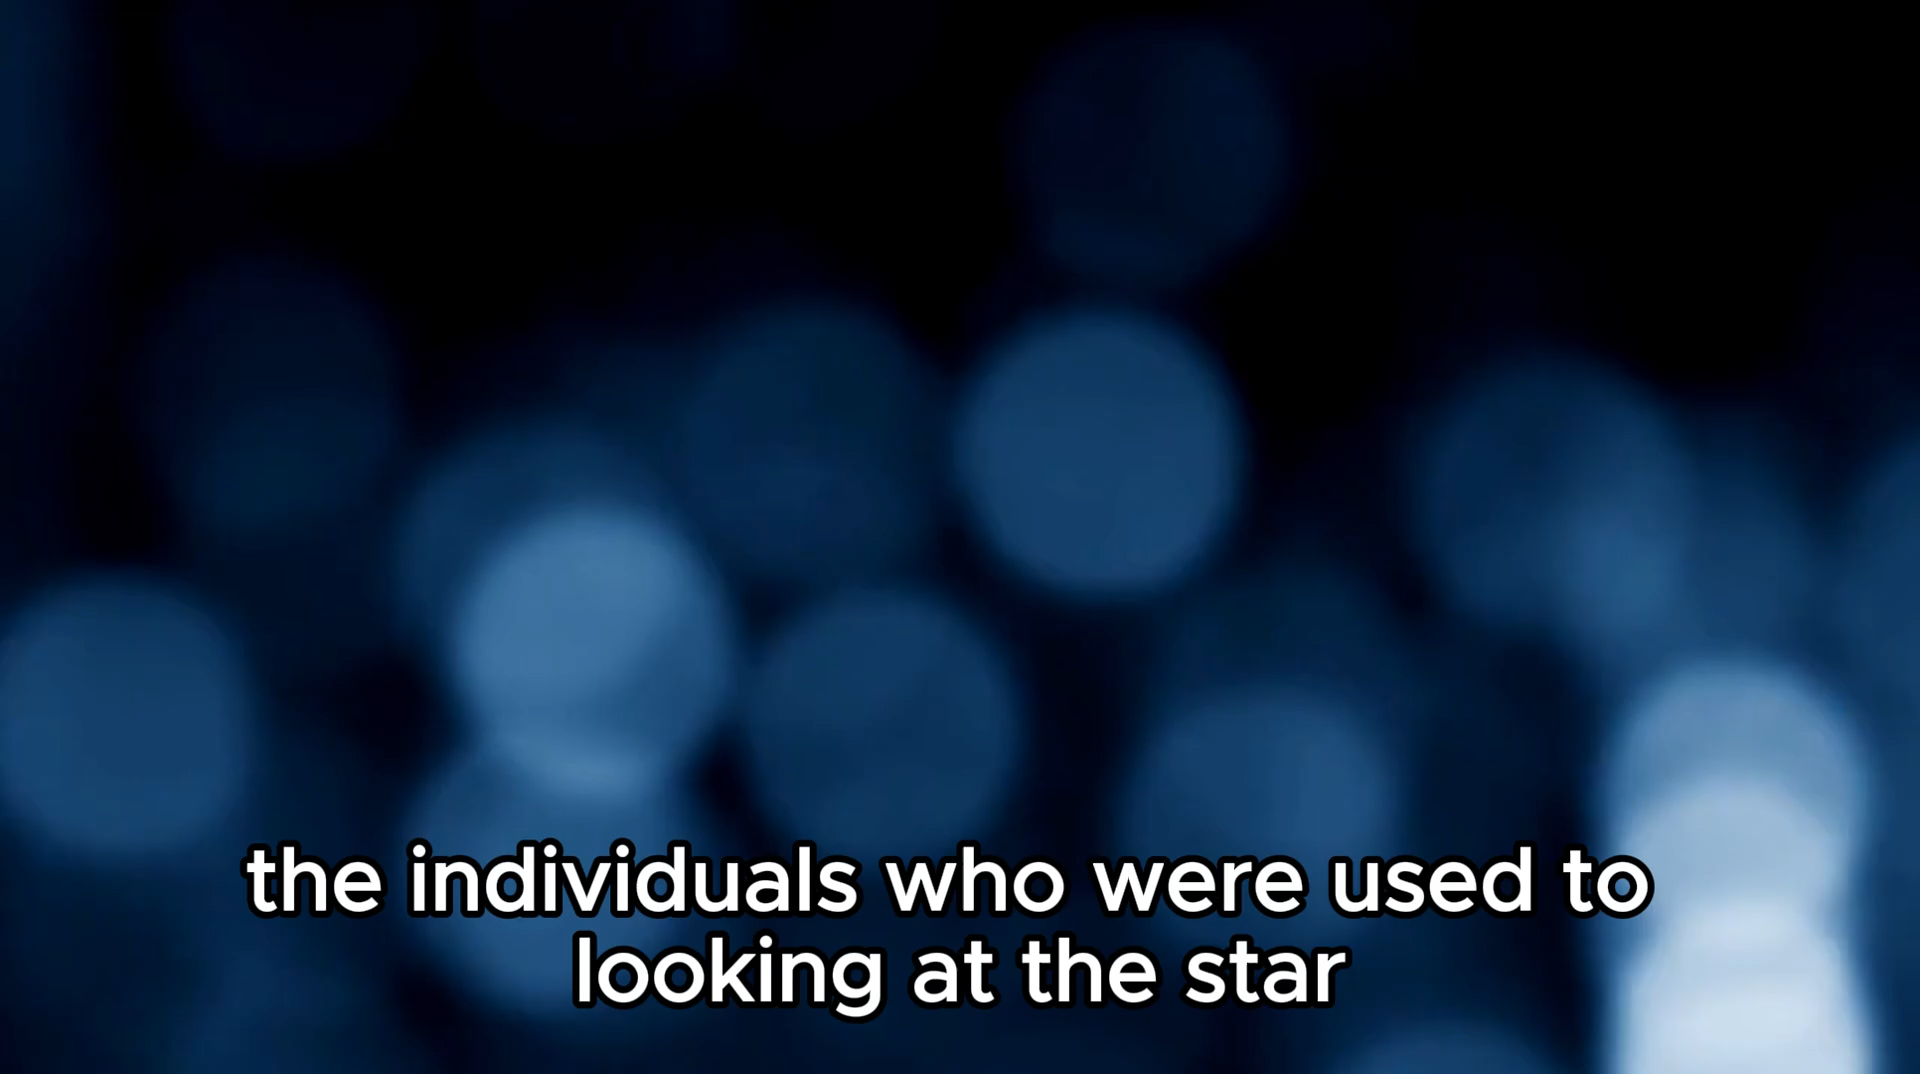 the individuals who were used to
looking at the star